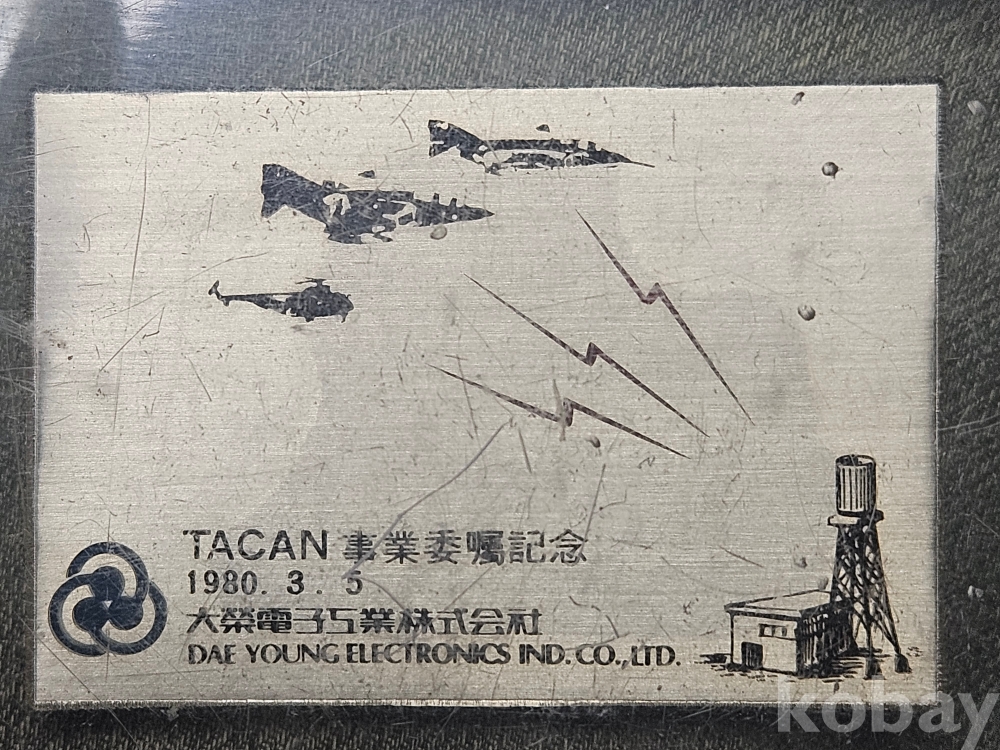 TACAN 事業委囑記念
1980. 3. 5
大榮電子工業株式会社
DAE YOUNG ELECTRONICS IND. CO., LTD.
kobay